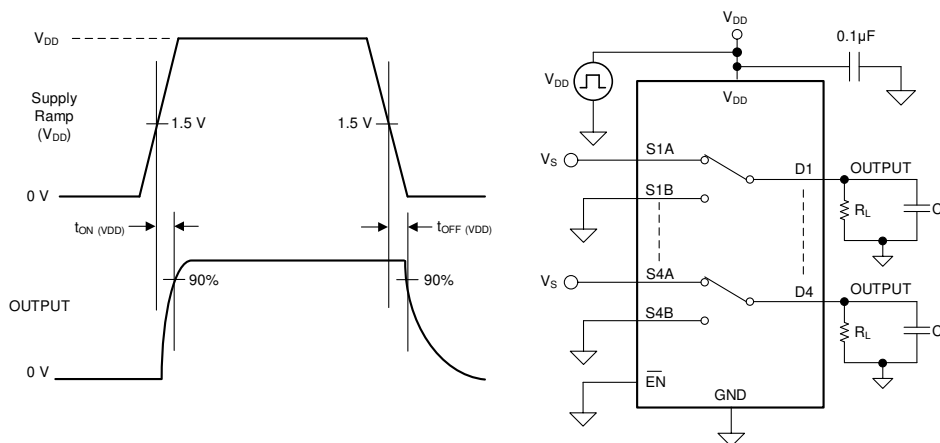 VDD
Supply
Ramp
(VDD)
1.5 V
1.5 V
0 V
tON (VDD)
tOFF (VDD)
90%
90%
OUTPUT
0 V
VDD
0.1µF
VDD
VDD
VS
S1A
D1
OUTPUT
S1B
RL
C
VS
S4A
D4
OUTPUT
S4B
RL
C
EN
GND